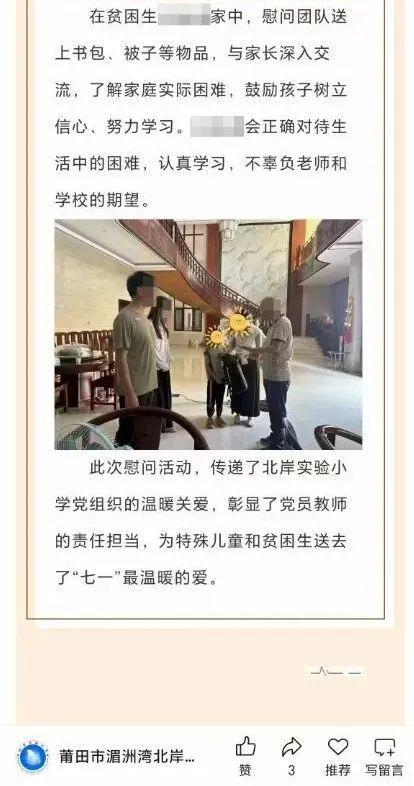 在贫困生家中，慰问团队送
上书包、被子等物品，与家长深入交
流，了解家庭实际困难，鼓励孩子树立
信心、努力学习。会正确对待生
活中的困难，认真学习，不辜负老师和
学校的期望。
此次慰问活动，传递了北岸实验小
学党组织的温暖关爱，彰显了党员教师
的责任担当，为特殊儿童和贫困生送去
了“七一”最温暖的爱。
莆田市湄洲湾北岸...
赞
3
推荐
写留言